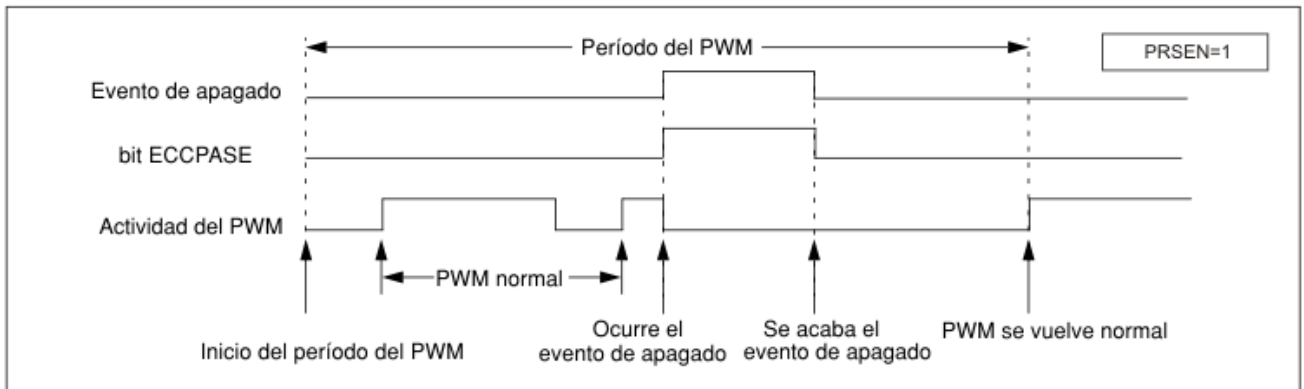 Período del PWM
PRSEN=1
Evento de apagado
bit ECCPASE
Actividad del PWM
PWM normal
Inicio del período del PWM
Ocurre el
evento de apagado
Se acaba el
evento de apagado
PWM se vuelve normal